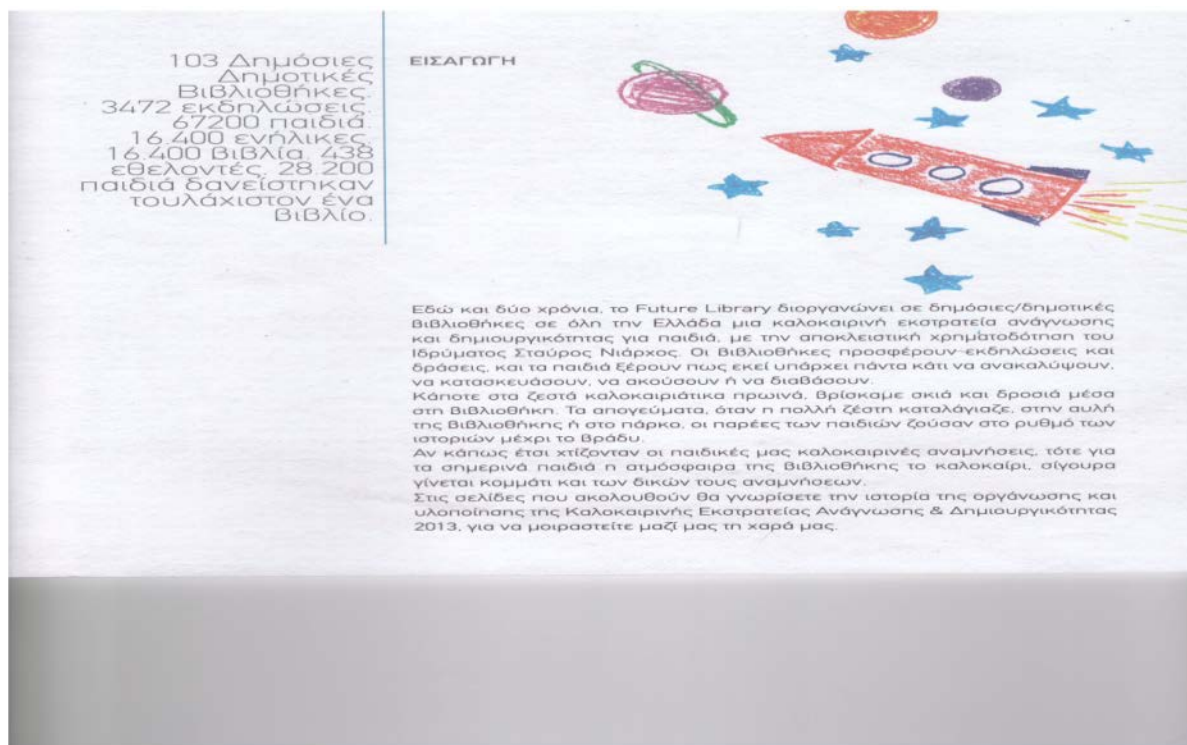 103 Δημόσιες
Δημοτικές
Βιβλιοθήκες,
3472 εκδηλώσεις,
67200 παιδιά
16.400 ενήλικες,
16.400 βιβλία, 438
εθελοντές, 28.200
παιδιά δανείστηκαν
τουλάχιστον ένα
βιβλίο.
ΕΙΣΑΓΩΓΗ
Εδώ και δύο χρόνια, το Future Library διοργανώνει σε δημόσιες/δημοτικές
βιβλιοθήκες σε όλη την Ελλάδα μια καλοκαιρινή εκστρατεία ανάγνωσης
και δημιουργικότητας για παιδιά, με την αποκλειστική χρηματοδότηση του
Ιδρύματος Σταύρος Νιάρχος. Οι βιβλιοθήκες προσφέρουν εκδηλώσεις και
δράσεις, και τα παιδιά ξέρουν πως εκεί υπάρχει πάντα κάτι να ανακαλύψουν,
να κατασκευάσουν, να ακούσουν ή να διαβάσουν.
Κάποτε στα ζεστά καλοκαιριάτικα πρωινά, βρίσκαμε σκιά και δροσιά μέσα
στη βιβλιοθήκη. Τα απογεύματα, όταν η πολλή ζέστη καταλάγιαζε, στην αυλή
της βιβλιοθήκης ή στο πάρκο, οι παρέες των παιδιών ζούσαν στο ρυθμό των
ιστοριών μέχρι το βράδυ.
Αν κάπως έτσι χτίζονταν οι παιδικές μας καλοκαιρινές αναμνήσεις, τότε για
τα σημερινά παιδιά η ατμόσφαιρα της βιβλιοθήκης το καλοκαίρι, σίγουρα
γίνεται κομμάτι και των δικών τους αναμνήσεων.
Στις σελίδες που ακολουθούν θα γνωρίσετε την ιστορία της οργάνωσης και
υλοποίησης της Καλοκαιρινής Εκστρατείας Ανάγνωσης & Δημιουργικότητας
2013, για να μοιραστείτε μαζί μας τη χαρά μας.